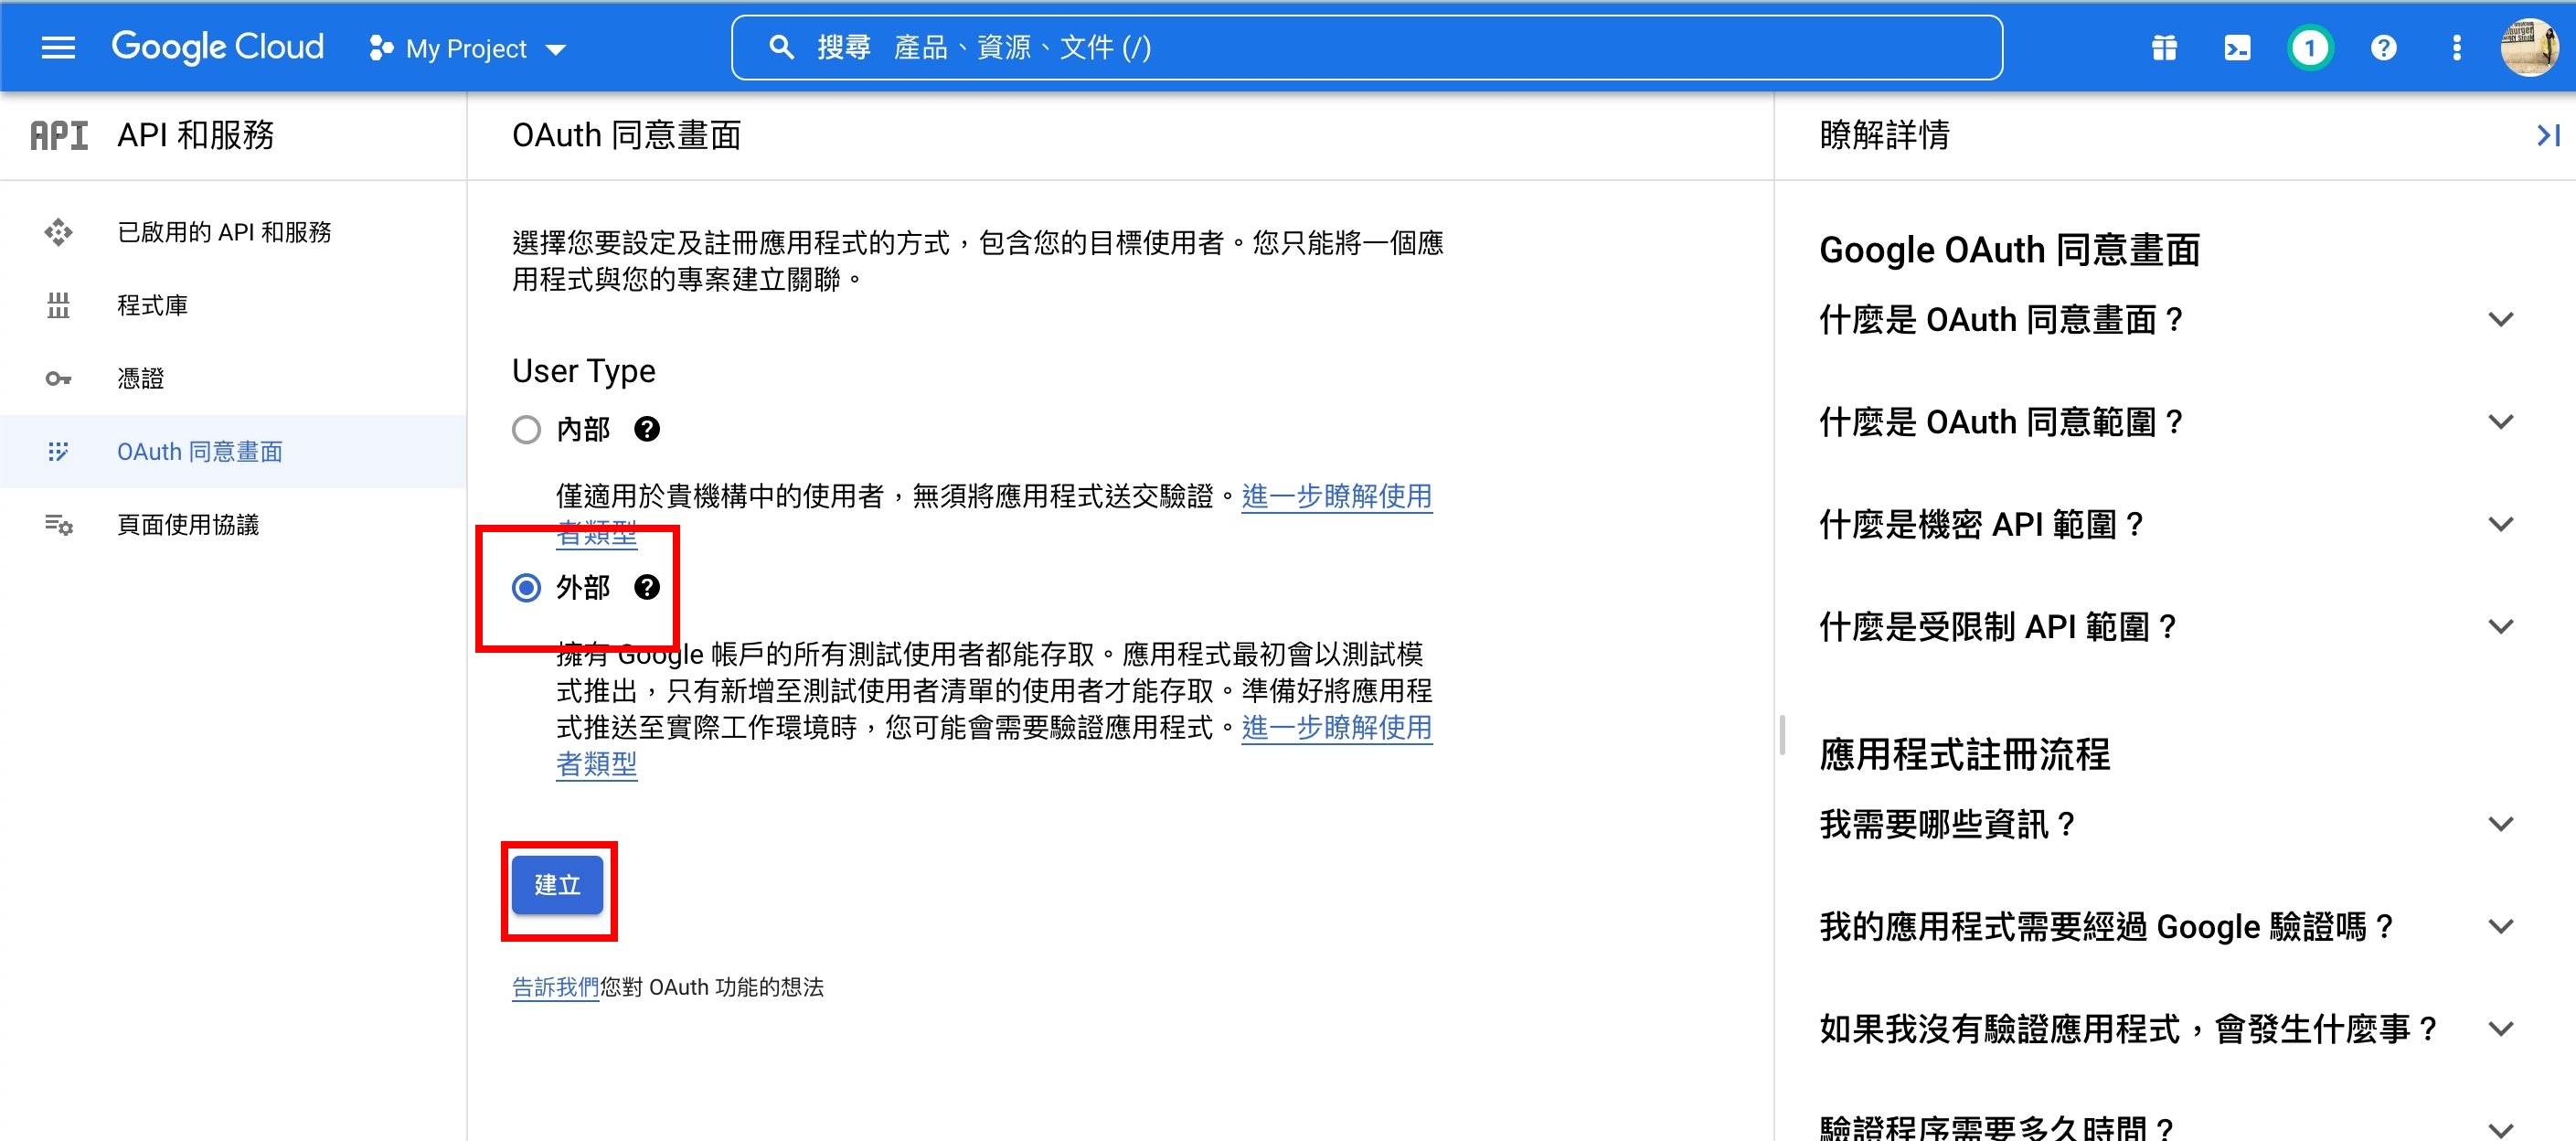 Google Cloud
My Project
搜尋 產品、資源、文件 (/)
1
API API 和服務
已啟用的 API 和服務
程式庫
憑證
OAuth 同意畫面
頁面使用協議
OAuth 同意畫面
選擇您要設定及註冊應用程式的方式，包含您的目標使用者。您只能將一個應
用程式與您的專案建立關聯。
User Type
內部
僅適用於貴機構中的使用者，無須將應用程式送交驗證。進一步瞭解使用
者類型
外部
擁有 Google 帳戶的所有測試使用者都能存取。應用程式最初會以測試模
式推出，只有新增至測試使用者清單的使用者才能存取。準備好將應用程
式推送至實際工作環境時，您可能會需要驗證應用程式。進一步瞭解使用
者類型
建立
告訴我們您對 OAuth 功能的想法
瞭解詳情
Google OAuth 同意畫面
什麼是 OAuth 同意畫面？
什麼是 OAuth 同意範圍？
什麼是機密 API 範圍？
什麼是受限制 API 範圍？
應用程式註冊流程
我需要哪些資訊？
我的應用程式需要經過 Google 驗證嗎？
如果我沒有驗證應用程式，會發生什麼事？
驗證程序需要多久時間？